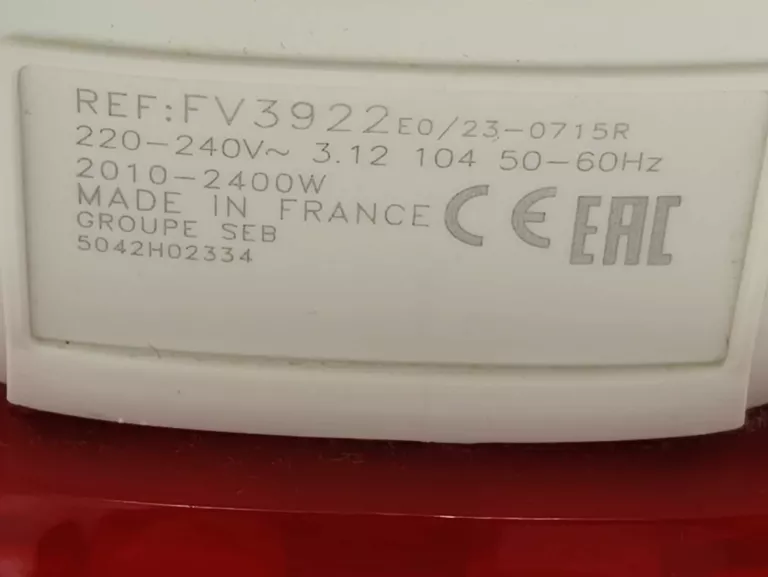 REF:FV3922E0/23-0715R
220-240V~ 3.12 104 50-60Hz
2010-2400W
MADE IN FRANCE CE EAC
GROUPE SEB
5042H02334